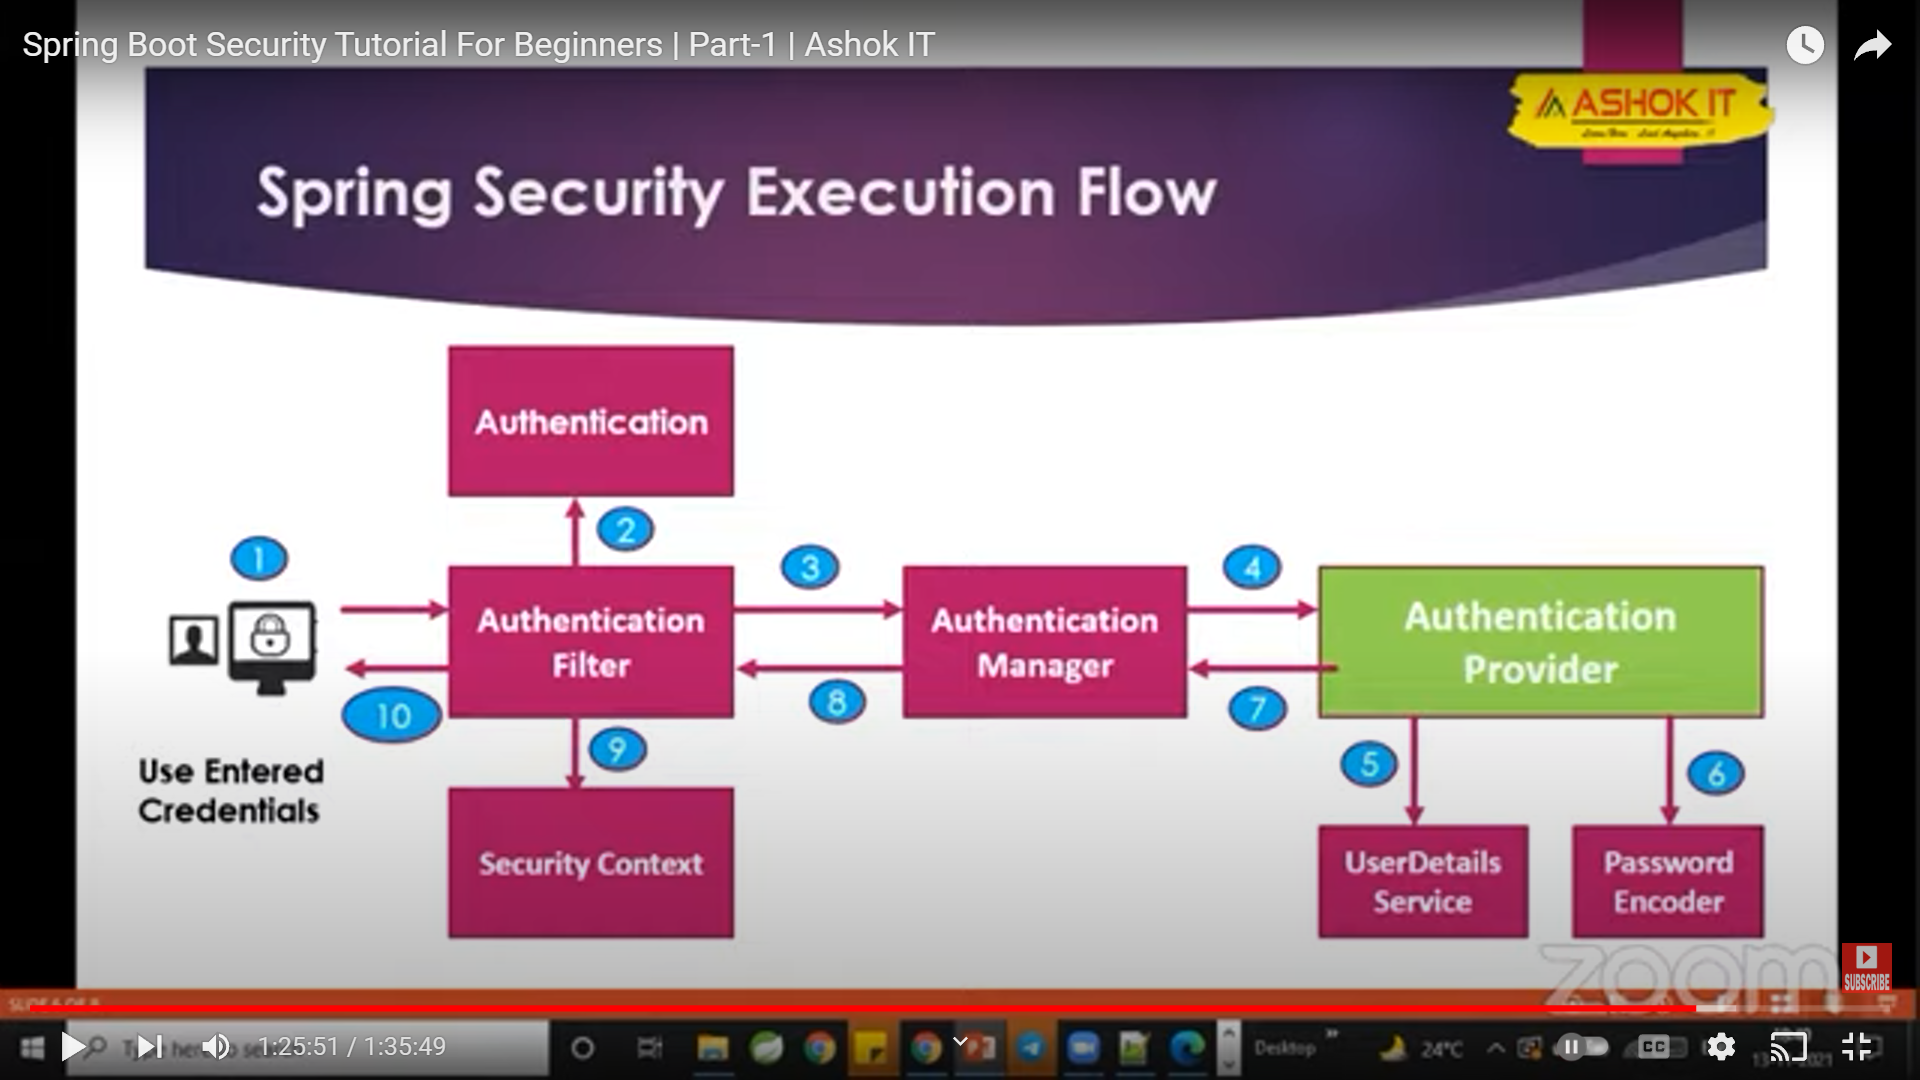 Spring Boot Security Tutorial For Beginners | Part-1 | Ashok IT
ASHOK IT
Spring Security Execution Flow
Authentication
2
1
3
4
Authentication
Filter
Authentication
Manager
Authentication
Provider
10
8
7
9
5
6
Use Entered
Credentials
Security Context
UserDetails
Service
Password
Encoder
zoom
SUBSCRIBE
1:25:51 / 1:35:49
Desktop
24°C
CC